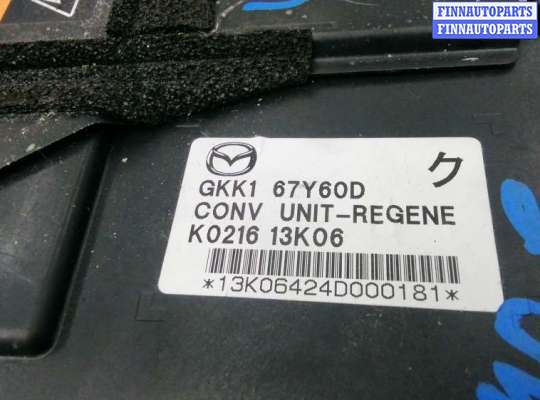 FINNAUTOPARTS
FINNAUTOPARTS
GKK1 67Y60D
ク
CONV UNIT-REGENE
K0216 13K06
*13K06424D000181*